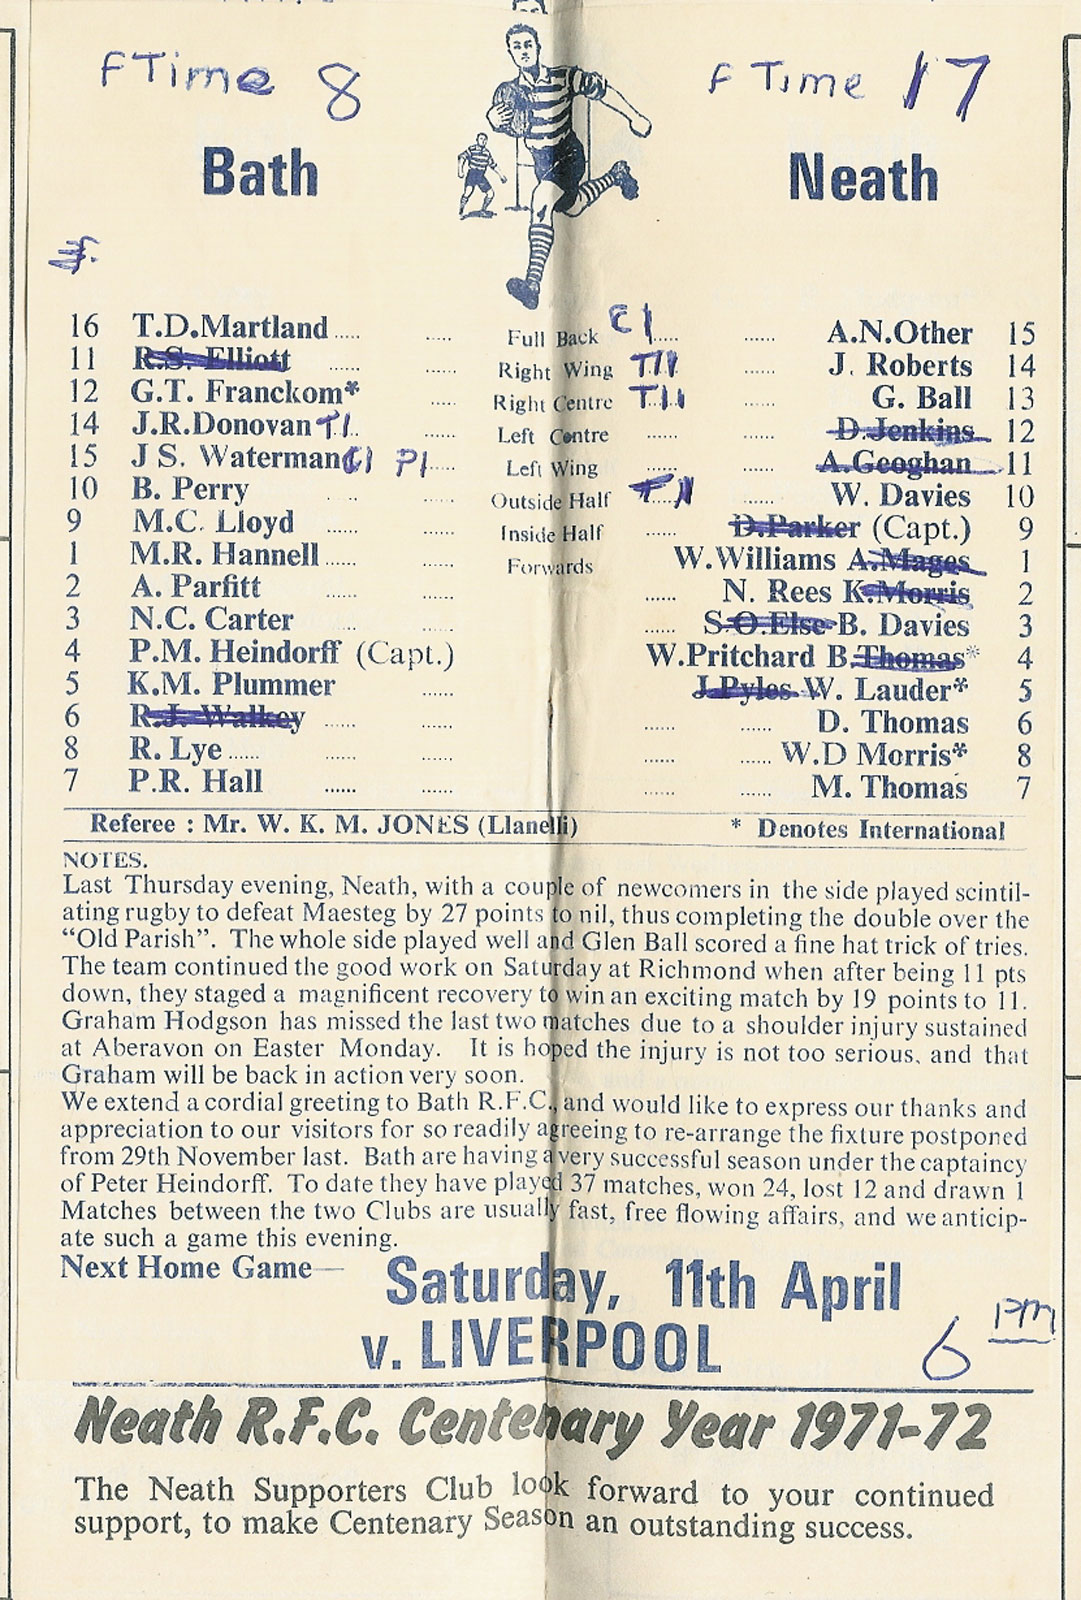 F Time 8
F Time 17
Bath
Neath
16 T.D.Martland ..... ..... Full Back C1 ..... ...... A.N.Other 15
11 R.S. Elliott ...... ...... Right Wing T11 ...... . J. Roberts 14
12 G.T. Franckom* ..... Right Centre T11 ...... G. Ball 13
14 J.R.Donovan T1 ...... Left Centre ...... ...... D.Jenkins 12
15 J S. Waterman C1 P1 ..... Left Wing ...... ...... A.Geoghan 11
10 B. Perry .... ..... Outside Half ...... W. Davies 10
9 M.C. Lloyd ...... ..... Inside Half ...... D.Parker (Capt.) 9
1 M.R. Hannell ...... ..... Forwards W.Williams A.Mages 1
2 A. Parfitt ...... ..... ...... N. Rees K.Morris 2
3 N.C. Carter ...... ..... ...... S.O.Else B. Davies 3
4 P.M. Heindorff (Capt.) W.Pritchard B.Thomas* 4
5 K.M. Plummer ...... J.Pyles W. Lauder* 5
6 R.J. Walkey ...... ...... ...... ...... D. Thomas 6
8 R. Lye ...... ...... ...... ...... ...... W.D Morris* 8
7 P.R. Hall ...... ...... ...... ...... M. Thomas 7
Referee : Mr. W. K. M. JONES (Llanelli) * Denotes International
NOTES.
Last Thursday evening, Neath, with a couple of newcomers in the side played scintil-
ating rugby to defeat Maesteg by 27 points to nil, thus completing the double over the
“Old Parish”. The whole side played well and Glen Ball scored a fine hat trick of tries.
The team continued the good work on Saturday at Richmond when after being 11 pts
down, they staged a magnificent recovery to win an exciting match by 19 points to 11.
Graham Hodgson has missed the last two matches due to a shoulder injury sustained
at Aberavon on Easter Monday. It is hoped the injury is not too serious, and that
Graham will be back in action very soon.
We extend a cordial greeting to Bath R.F.C., and would like to express our thanks and
appreciation to our visitors for so readily agreeing to re-arrange the fixture postponed
from 29th November last. Bath are having a very successful season under the captaincy
of Peter Heindorff. To date they have played 37 matches, won 24, lost 12 and drawn 1
Matches between the two Clubs are usually fast, free flowing affairs, and we anticip-
ate such a game this evening.
Next Home Game— Saturday, 11th April
v. LIVERPOOL 6 PM
Neath R.F.C. Centenary Year 1971-72
The Neath Supporters Club look forward to your continued
support, to make Centenary Season an outstanding success.